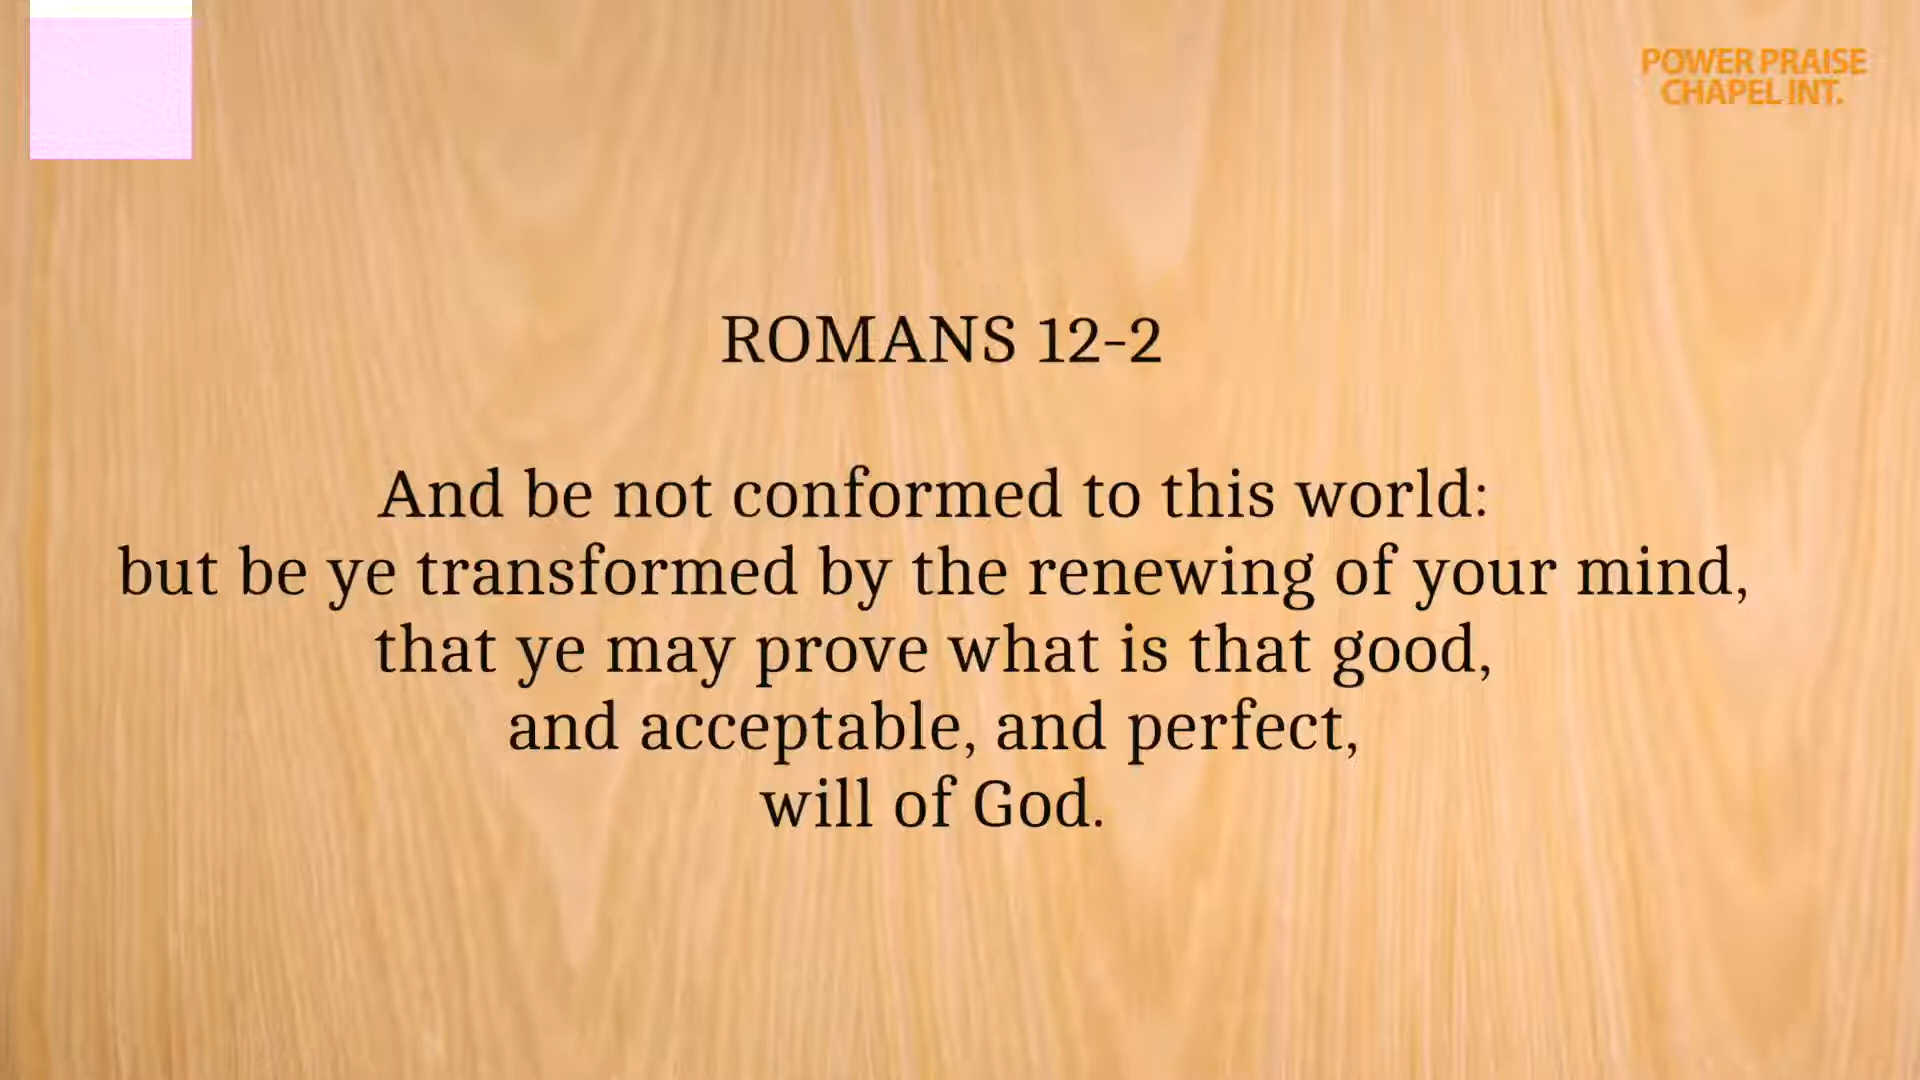 POWER PRAISE
CHAPEL INT.
ROMANS 12-2
And be not conformed to this world:
but be ye transformed by the renewing of your mind,
that ye may prove what is that good,
and acceptable, and perfect,
will of God.